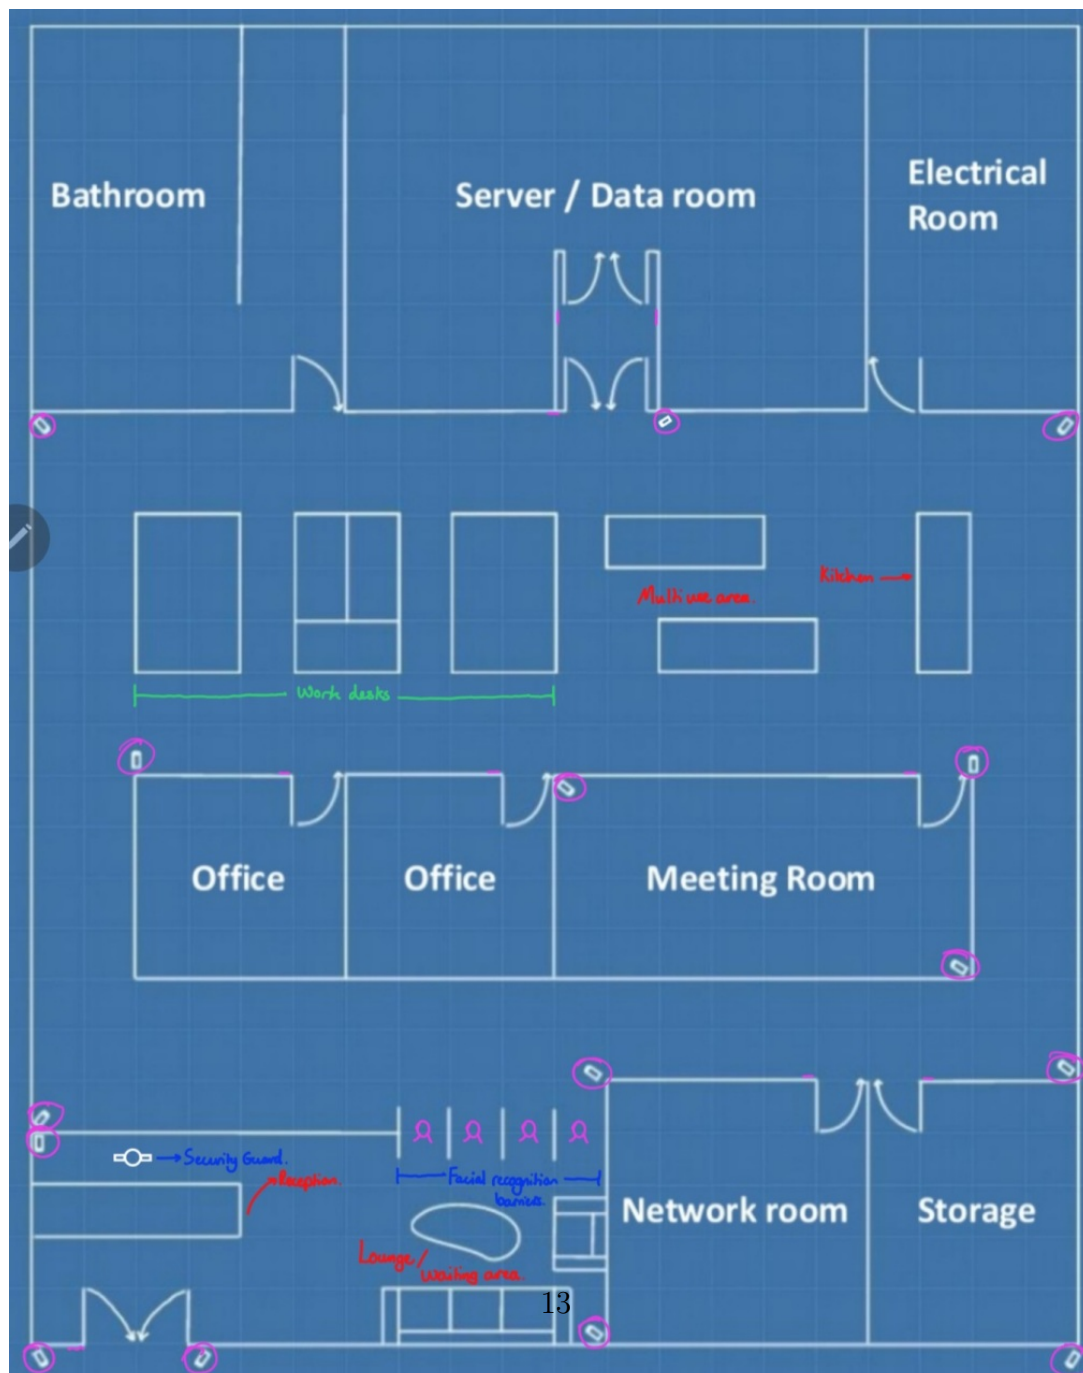 Bathroom
Server / Data room
Electrical
Room
Multi use area.
Kitchen
Work desks
Office
Office
Meeting Room
Security Guard.
Reception.
Facial recognition
barriers.
Network room
Storage
Lounge/
waiting area.
13